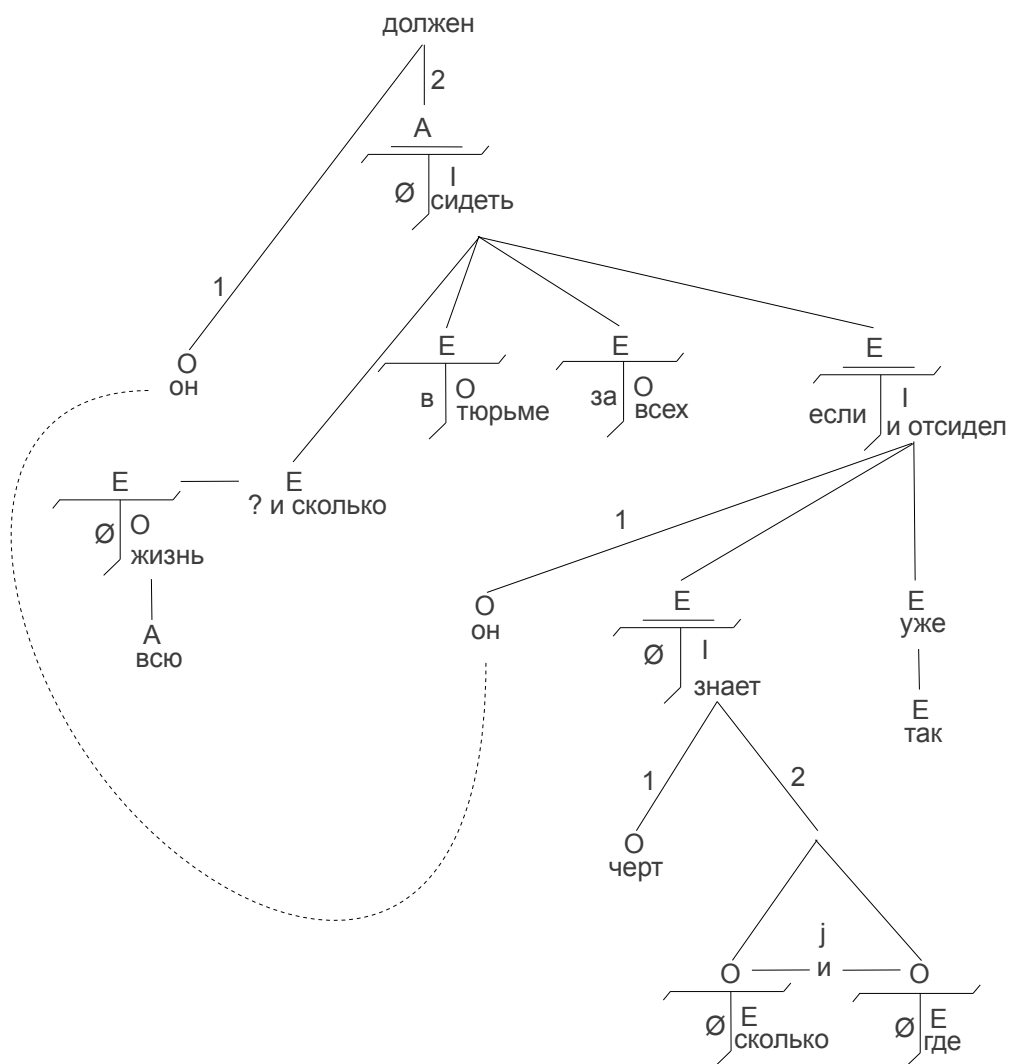 должен
2
A
Ø I
сидеть
1
O
он
E
в O
тюрьме
E
за O
всех
E
если I
и отсидел
E
Ø O
жизнь
E
? и сколько
A
всю
1
O
он
E
Ø I
знает
E
уже
E
так
1
2
O
черт
j
O и O
Ø E
сколько
Ø E
где